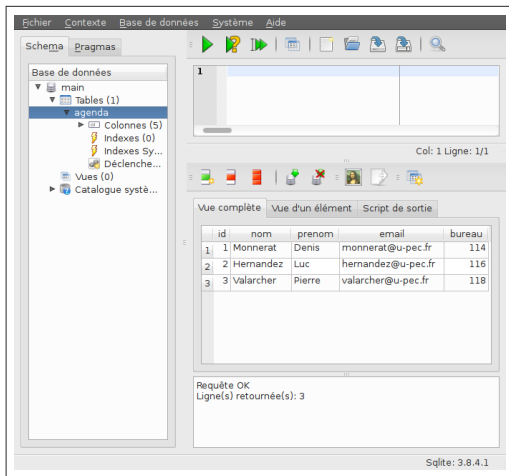 Fichier Contexte Base de données Système Aide
Schema Pragmas
Base de données
main
Tables (1)
agenda
Colonnes (5)
Indexes (0)
Indexes Sy...
Déclenche...
Vues (0)
Catalogue systè...
1
Col: 1 Ligne: 1/1
Vue complète Vue d'un élément Script de sortie
id nom prenom email bureau
1 1 Monnerat Denis monnerat@u-pec.fr 114
2 2 Hernandez Luc hernandez@u-pec.fr 116
3 3 Valarcher Pierre valarcher@u-pec.fr 118
Requête OK
Ligne(s) retournée(s): 3
Sqlite: 3.8.4.1